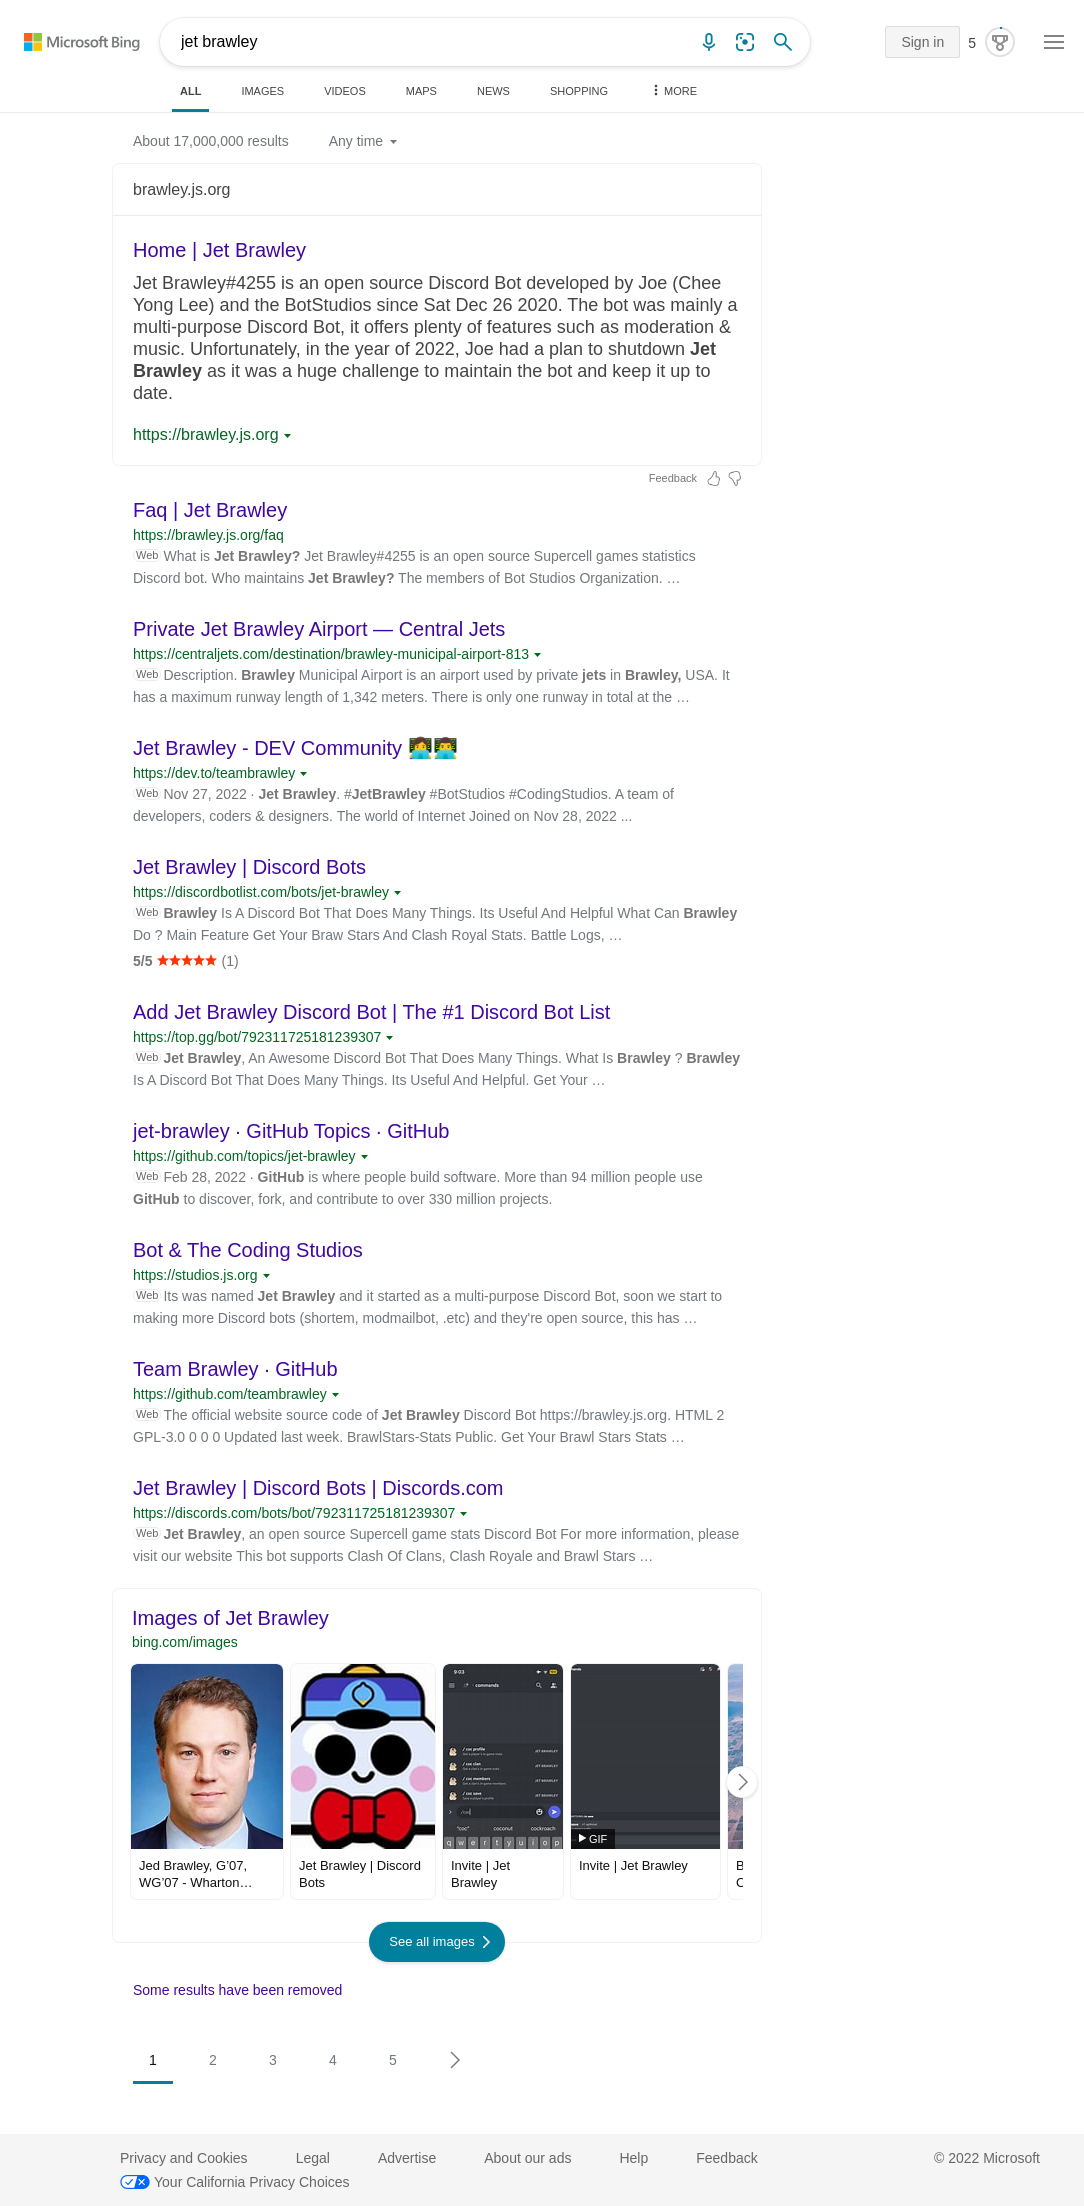 Microsoft Bing
jet brawley
Sign in
5
ALL
IMAGES
VIDEOS
MAPS
NEWS
SHOPPING
MORE
About 17,000,000 results
Any time
brawley.js.org
Home | Jet Brawley
Jet Brawley#4255 is an open source Discord Bot developed by Joe (Chee
Yong Lee) and the BotStudios since Sat Dec 26 2020. The bot was mainly a
multi-purpose Discord Bot, it offers plenty of features such as moderation &
music. Unfortunately, in the year of 2022, Joe had a plan to shutdown Jet
Brawley as it was a huge challenge to maintain the bot and keep it up to
date.
https://brawley.js.org
Feedback
Faq | Jet Brawley
https://brawley.js.org/faq
Web What is Jet Brawley? Jet Brawley#4255 is an open source Supercell games statistics
Discord bot. Who maintains Jet Brawley? The members of Bot Studios Organization. …
Private Jet Brawley Airport — Central Jets
https://centraljets.com/destination/brawley-municipal-airport-813
Web Description. Brawley Municipal Airport is an airport used by private jets in Brawley, USA. It
has a maximum runway length of 1,342 meters. There is only one runway in total at the …
Jet Brawley - DEV Community 👩‍💻👨‍💻
https://dev.to/teambrawley
Web Nov 27, 2022 · Jet Brawley. #JetBrawley #BotStudios #CodingStudios. A team of
developers, coders & designers. The world of Internet Joined on Nov 28, 2022 ...
Jet Brawley | Discord Bots
https://discordbotlist.com/bots/jet-brawley
Web Brawley Is A Discord Bot That Does Many Things. Its Useful And Helpful What Can Brawley
Do ? Main Feature Get Your Braw Stars And Clash Royal Stats. Battle Logs, …
5/5 ★★★★★ (1)
Add Jet Brawley Discord Bot | The #1 Discord Bot List
https://top.gg/bot/792311725181239307
Web Jet Brawley, An Awesome Discord Bot That Does Many Things. What Is Brawley ? Brawley
Is A Discord Bot That Does Many Things. Its Useful And Helpful. Get Your …
jet-brawley · GitHub Topics · GitHub
https://github.com/topics/jet-brawley
Web Feb 28, 2022 · GitHub is where people build software. More than 94 million people use
GitHub to discover, fork, and contribute to over 330 million projects.
Bot & The Coding Studios
https://studios.js.org
Web Its was named Jet Brawley and it started as a multi-purpose Discord Bot, soon we start to
making more Discord bots (shortem, modmailbot, .etc) and they're open source, this has …
Team Brawley · GitHub
https://github.com/teambrawley
Web The official website source code of Jet Brawley Discord Bot https://brawley.js.org. HTML 2
GPL-3.0 0 0 0 Updated last week. BrawlStars-Stats Public. Get Your Brawl Stars Stats …
Jet Brawley | Discord Bots | Discords.com
https://discords.com/bots/bot/792311725181239307
Web Jet Brawley, an open source Supercell game stats Discord Bot For more information, please
visit our website This bot supports Clash Of Clans, Clash Royale and Brawl Stars …
Images of Jet Brawley
bing.com/images
9:03
commands
/ coc profile
/ coc clan
/ coc members
/ coc save
JET BRAWLEY
JET BRAWLEY
JET BRAWLEY
JET BRAWLEY
/coc
"coc" coconut cockroach
q w e r t y u i o p
GIF
Jed Brawley, G'07,
WG'07 - Wharton…
Jet Brawley | Discord
Bots
Invite | Jet
Brawley
Invite | Jet Brawley
See all images
Some results have been removed
1
2
3
4
5
Privacy and Cookies
Legal
Advertise
About our ads
Help
Feedback
© 2022 Microsoft
Your California Privacy Choices